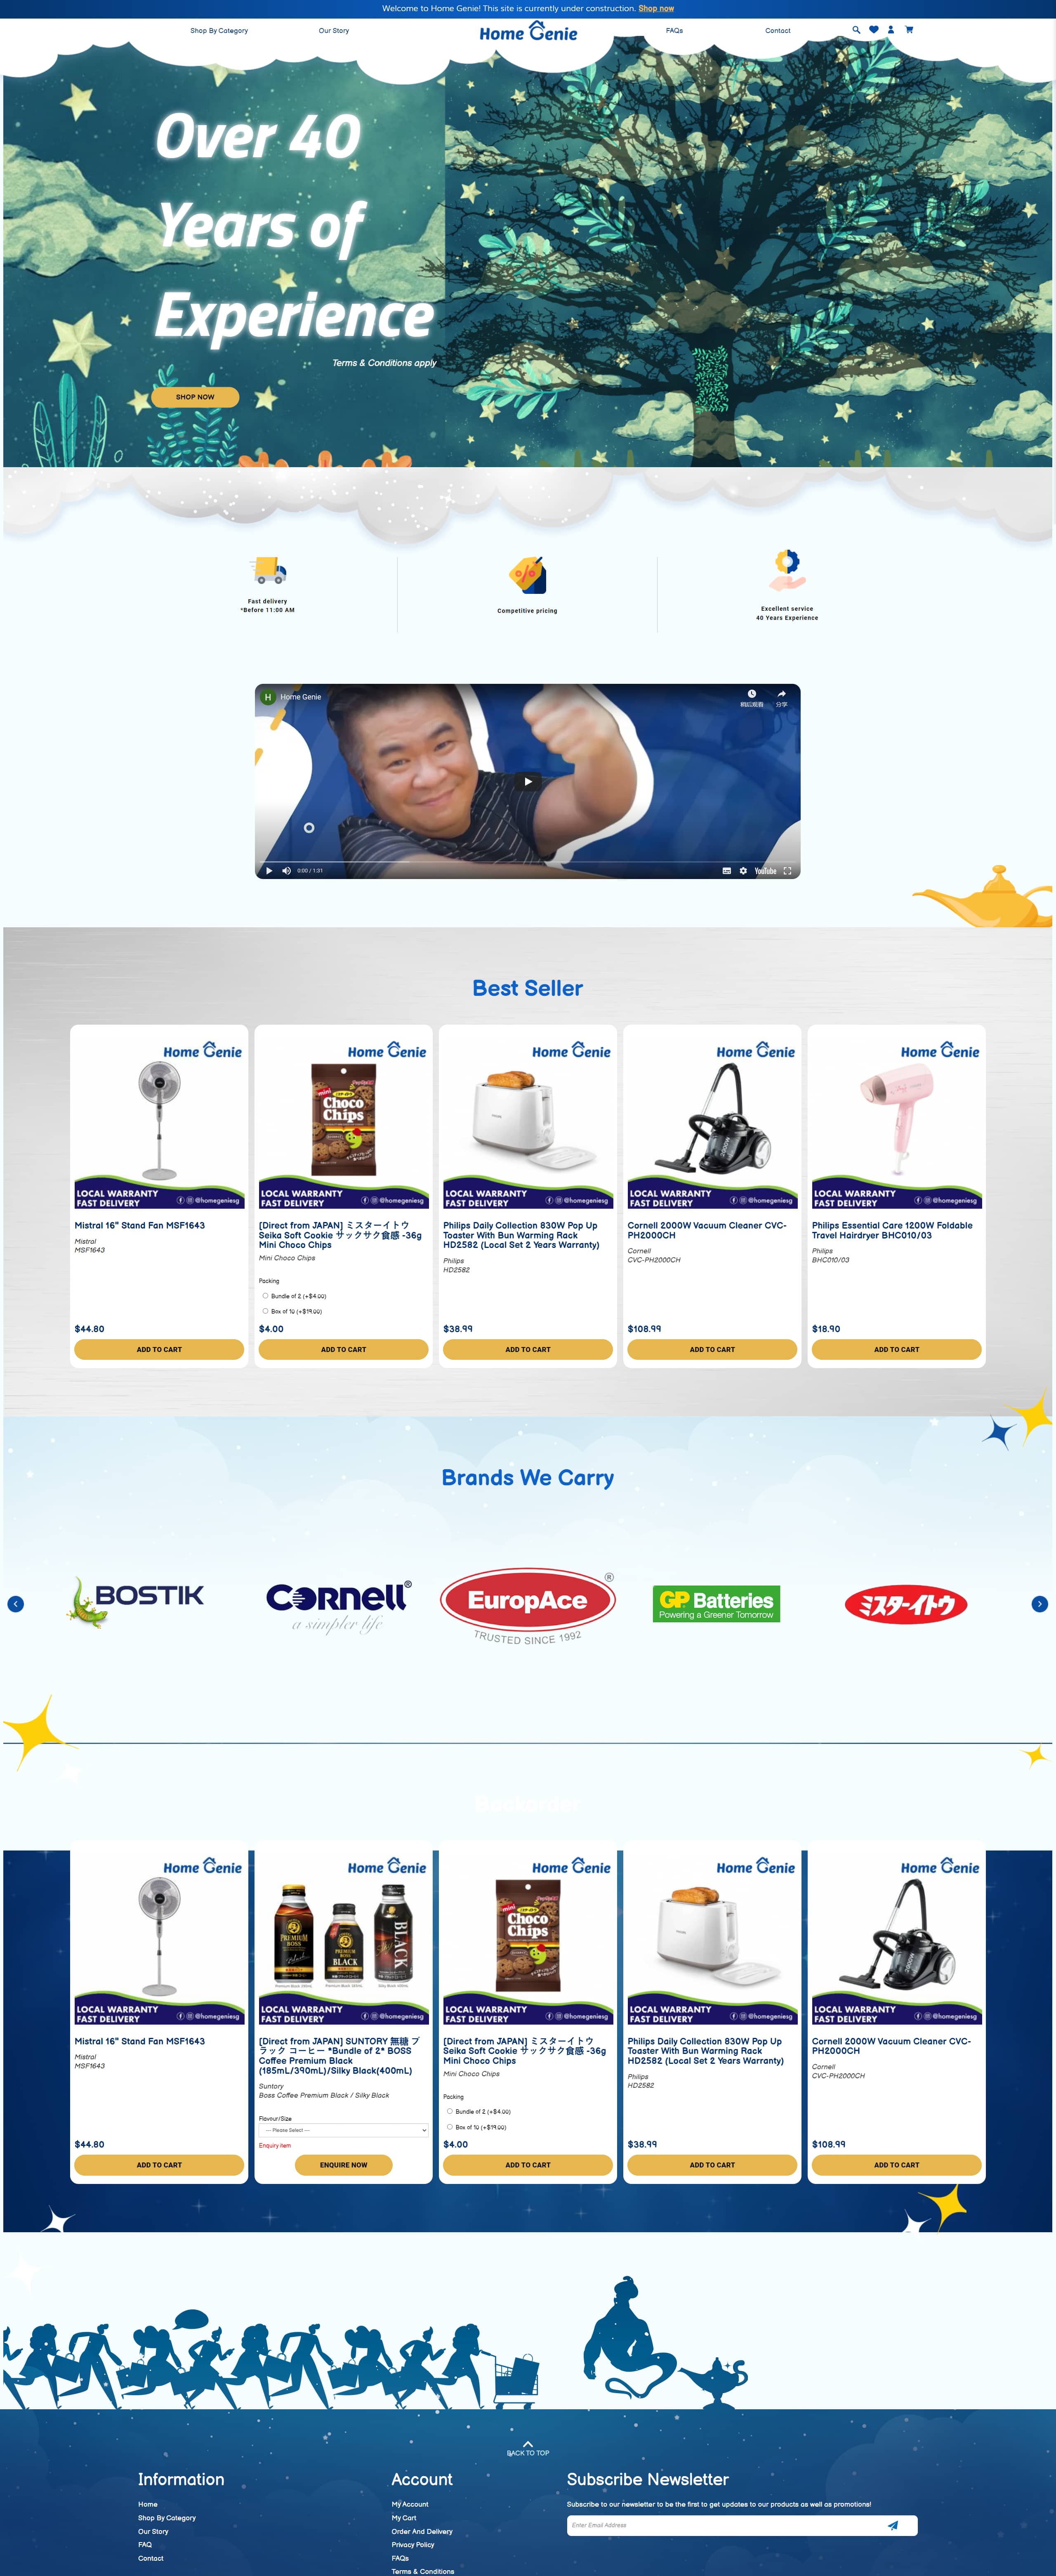 Welcome to Home Genie! This site is currently under construction. Shop now
Shop By Category
Our Story
Home Genie
FAQs
Contact
Over 40
Years of
Experience
Terms & Conditions apply
SHOP NOW
Fast delivery
*Before 11:00 AM
Competitive pricing
Excellent service
40 Years Experience
H
Home Genie
稍后观看
分享
0:00 / 1:31
YouTube
Best Seller
Home Genie
LOCAL WARRANTY
FAST DELIVERY
@homegeniesg
Mistral 16" Stand Fan MSF1643
Mistral
MSF1643
$44.80
ADD TO CART
Home Genie
mini
Choco
Chips
LOCAL WARRANTY
FAST DELIVERY
@homegeniesg
[Direct from JAPAN] ミスターイトウ
Seika Soft Cookie サックサク食感 -36g
Mini Choco Chips
Mini Choco Chips
Packing
Bundle of 2 (+$4.00)
Box of 10 (+$19.00)
$4.00
ADD TO CART
Home Genie
LOCAL WARRANTY
FAST DELIVERY
@homegeniesg
Philips Daily Collection 830W Pop Up
Toaster With Bun Warming Rack
HD2582 (Local Set 2 Years Warranty)
Philips
HD2582
$38.99
ADD TO CART
Home Genie
LOCAL WARRANTY
FAST DELIVERY
@homegeniesg
Cornell 2000W Vacuum Cleaner CVC-
PH2000CH
Cornell
CVC-PH2000CH
$108.99
ADD TO CART
Home Genie
LOCAL WARRANTY
FAST DELIVERY
@homegeniesg
Philips Essential Care 1200W Foldable
Travel Hairdryer BHC010/03
Philips
BHC010/03
$18.90
ADD TO CART
Brands We Carry
BOSTIK
CORNELL®
a simpler life
EuropAce®
TRUSTED SINCE 1992
GP Batteries
Powering a Greener Tomorrow
ミスターイトウ
Home Genie
LOCAL WARRANTY
FAST DELIVERY
@homegeniesg
Mistral 16" Stand Fan MSF1643
Mistral
MSF1643
$44.80
ADD TO CART
Home Genie
PREMIUM
BOSS
Black
PREMIUM
BOSS
BLACK
BLACK
LOCAL WARRANTY
FAST DELIVERY
@homegeniesg
[Direct from JAPAN] SUNTORY 無糖 ブ
ラック コーヒー *Bundle of 2* BOSS
Coffee Premium Black
(185mL/390mL)/Silky Black(400mL)
Suntory
Boss Coffee Premium Black / Silky Black
Flavour/Size
--- Please Select ---
Enquiry item
ENQUIRE NOW
Home Genie
mini
Choco
Chips
LOCAL WARRANTY
FAST DELIVERY
@homegeniesg
[Direct from JAPAN] ミスターイトウ
Seika Soft Cookie サックサク食感 -36g
Mini Choco Chips
Mini Choco Chips
Packing
Bundle of 2 (+$4.00)
Box of 10 (+$19.00)
$4.00
ADD TO CART
Home Genie
LOCAL WARRANTY
FAST DELIVERY
@homegeniesg
Philips Daily Collection 830W Pop Up
Toaster With Bun Warming Rack
HD2582 (Local Set 2 Years Warranty)
Philips
HD2582
$38.99
ADD TO CART
Home Genie
LOCAL WARRANTY
FAST DELIVERY
@homegeniesg
Cornell 2000W Vacuum Cleaner CVC-
PH2000CH
Cornell
CVC-PH2000CH
$108.99
ADD TO CART
BACK TO TOP
Information
Home
Shop By Category
Our Story
FAQ
Contact
Account
My Account
My Cart
Order And Delivery
Privacy Policy
FAQs
Terms & Conditions
Subscribe Newsletter
Subscribe to our newsletter to be the first to get updates to our products as well as promotions!
Enter Email Address